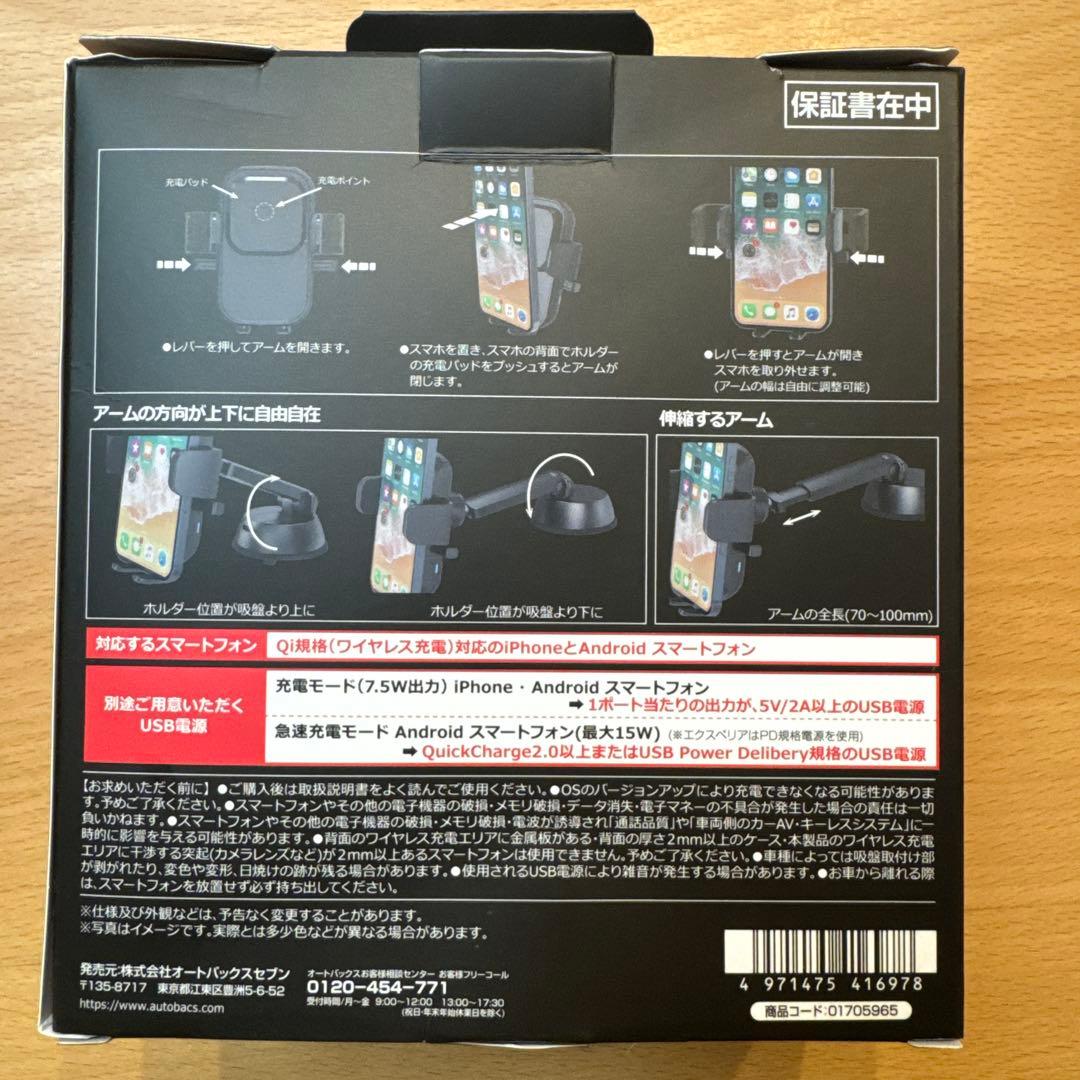 保証書在中
充電パッド
充電ポイント
●レバーを押してアームを開きます。
●スマホを置き、スマホの背面でホルダー
の充電パッドをプッシュするとアームが
閉じます。
●レバーを押すとアームが開き
スマホを取り外せます。
(アームの幅は自由に調整可能)
アームの方向が上下に自由自在
伸縮するアーム
ホルダー位置が吸盤より上に
ホルダー位置が吸盤より下に
アームの全長(70～100mm)
対応するスマートフォン
Qi規格(ワイヤレス充電)対応のiPhoneとAndroid スマートフォン
別途ご用意いただく
USB電源
充電モード(7.5W出力) iPhone・Android スマートフォン
➡ 1ポート当たりの出力が、5V/2A以上のUSB電源
急速充電モード Android スマートフォン(最大15W) (※エクスペリアはPD規格電源を使用)
➡ QuickCharge2.0以上またはUSB Power Delibery規格のUSB電源
【お求めいただく前に】●ご購入後は取扱説明書をよく読んでご使用ください。●OSのバージョンアップにより充電できなくなる可能性がありま
す。予めご了承ください。●スマートフォンやその他の電子機器の破損・メモリ破損・データ消失・電子マネーの不具合が発生した場合の責任は一切
負いかねます。●スマートフォンやその他の電子機器の破損・メモリ破損・電波が誘導され「通話品質」や「車両側のカーAV・キーレスシステム」に一
時的に影響を与える可能性があります。●背面のワイヤレス充電エリアに金属板がある・背面の厚さ2mm以上のケース・本製品のワイヤレス充電
エリアに干渉する突起(カメラレンズなど)が2mm以上あるスマートフォンは使用できません。予めご了承ください。●車種によっては吸盤取付け部
が剥がれたり、変色や変形、日焼けの跡が残る場合があります。●使用されるUSB電源により雑音が発生する場合があります。●お車から離れる際
は、スマートフォンを放置せず必ず持ち出してください。
※仕様及び外観などは、予告なく変更することがあります。
※写真はイメージです。実際とは多少色などが異なる場合があります。
発売元:株式会社オートバックスセブン
〒135-8717 東京都江東区豊洲5-6-52
https://www.autobacs.com
オートバックスお客様相談センター お客様フリーコール
0120-454-771
受付時間/月～金 9:00～12:00 13:00～17:30
(祝日・年末年始休業日を除く)
4 971475 416978
商品コード:01705965